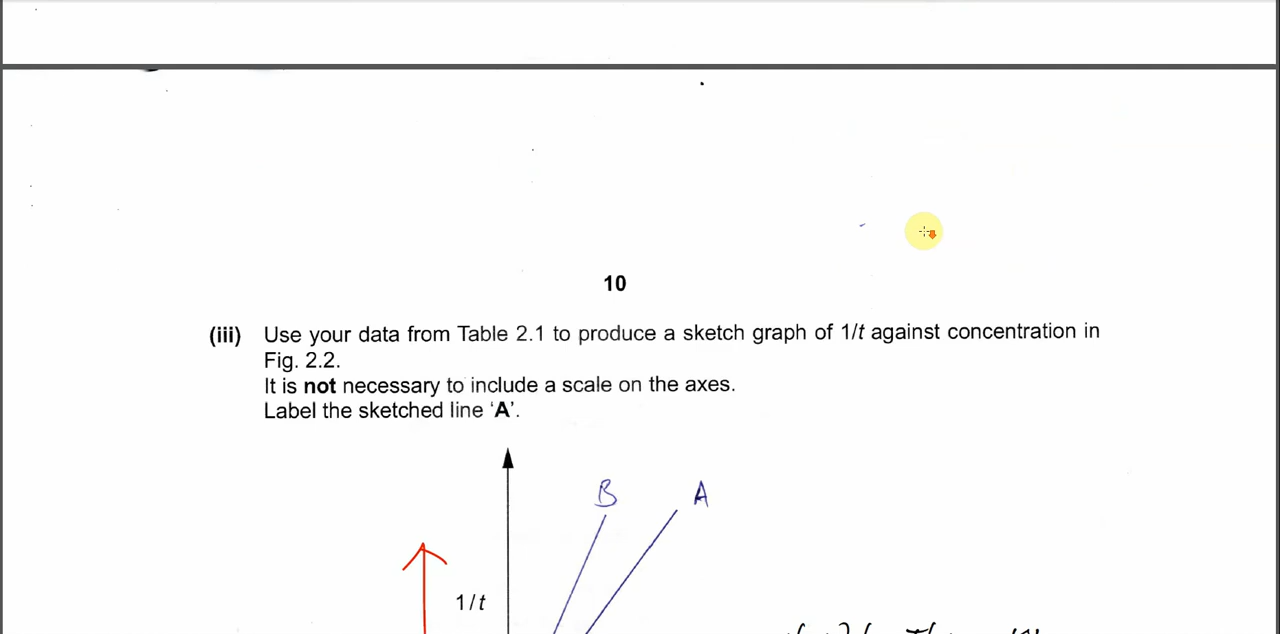 10
(iii) Use your data from Table 2.1 to produce a sketch graph of 1/t against concentration in
Fig. 2.2.
It is not necessary to include a scale on the axes.
Label the sketched line ‘A’.
B A
1/t